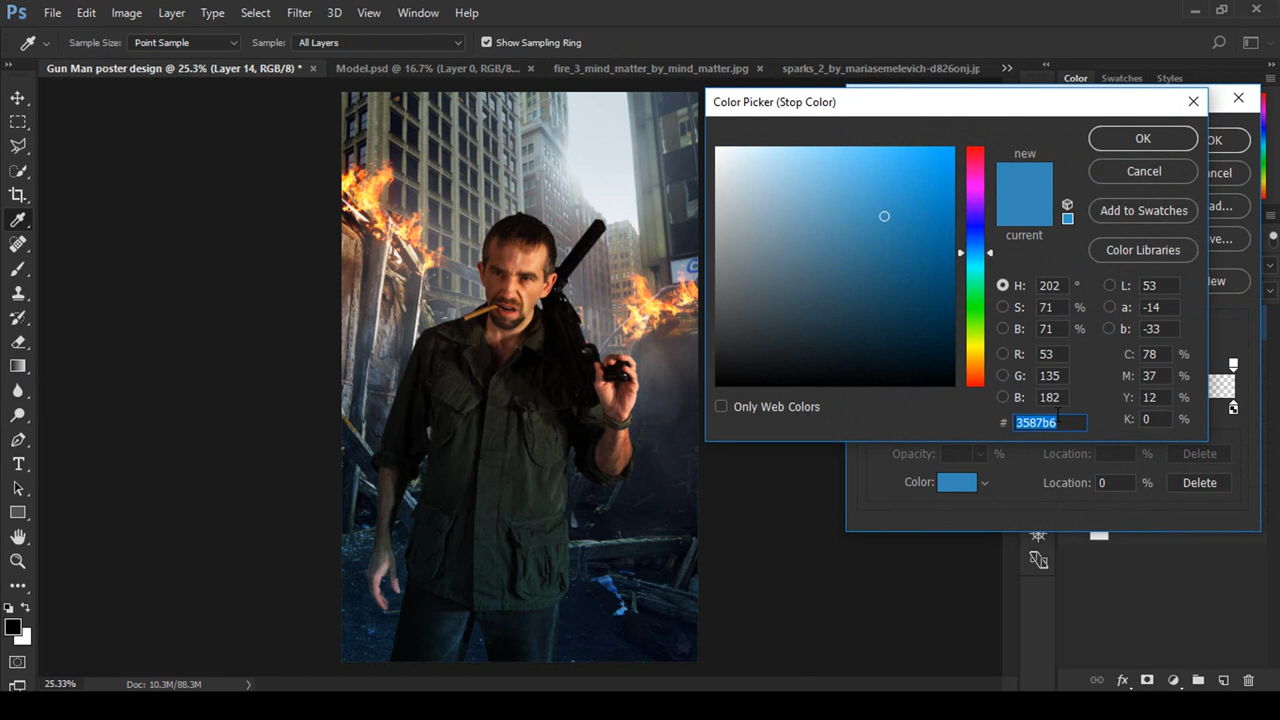 Ps File Edit Image Layer Type Select Filter 3D View Window Help
Sample Size: Point Sample Sample: All Layers Show Sampling Ring
Gun Man poster design @ 25.3% (Layer 14, RGB/8) * Model.psd @ 16.7% (Layer 0, RGB/8... fire_3_mind_matter_by_mind_matter.jpg sparks_2_by_mariasemelevich-d826onj.jp
Color Swatches Styles
Color Picker (Stop Color)
OK
new
Cancel
Add to Swatches
current
Color Libraries
H: 202 °
L: 53
S: 71 %
a: -14
B: 71 %
b: -33
R: 53
C: 78 %
G: 135
M: 37 %
B: 182
Y: 12 %
Only Web Colors
# 3587b6
K: 0 %
Opacity: % Location: % Delete
Color: Location: 0 % Delete
25.33% Doc: 10.3M/88.3M